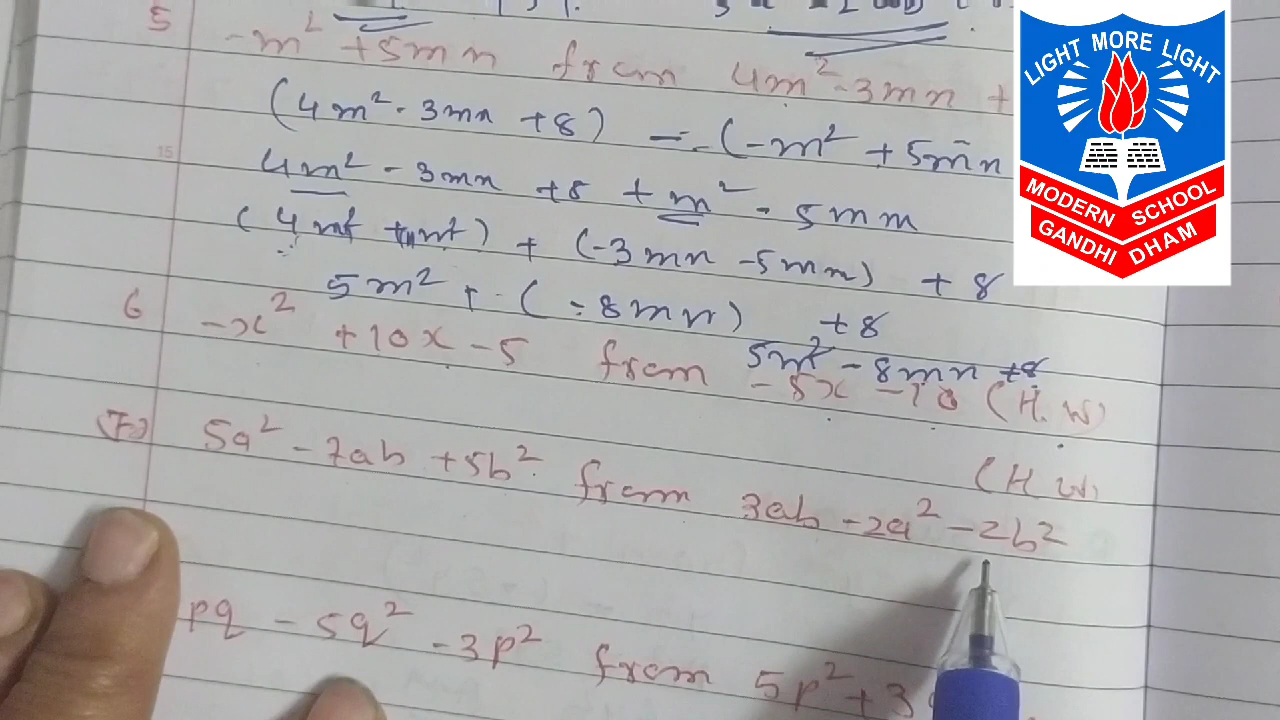 5
-m² + 5mn from 4m² - 3mn +
(4m² - 3mn + 8) - (-m² + 5mn
15
4m² - 3mn + 8 + m² - 5mn
(4m² + m²) + (-3mn - 5mn) + 8
5m² + (-8mn) + 8
5m² - 8mn + 8
6 -x² + 10x - 5 from -5x - 10 (H.W)
(7) 5a² - 7ab + 5b² from 3ab - 2a² - 2b² (H.W)
pq - 5q² - 3p² from 5p² + 3
LIGHT MORE LIGHT
MODERN SCHOOL
GANDHI DHAM